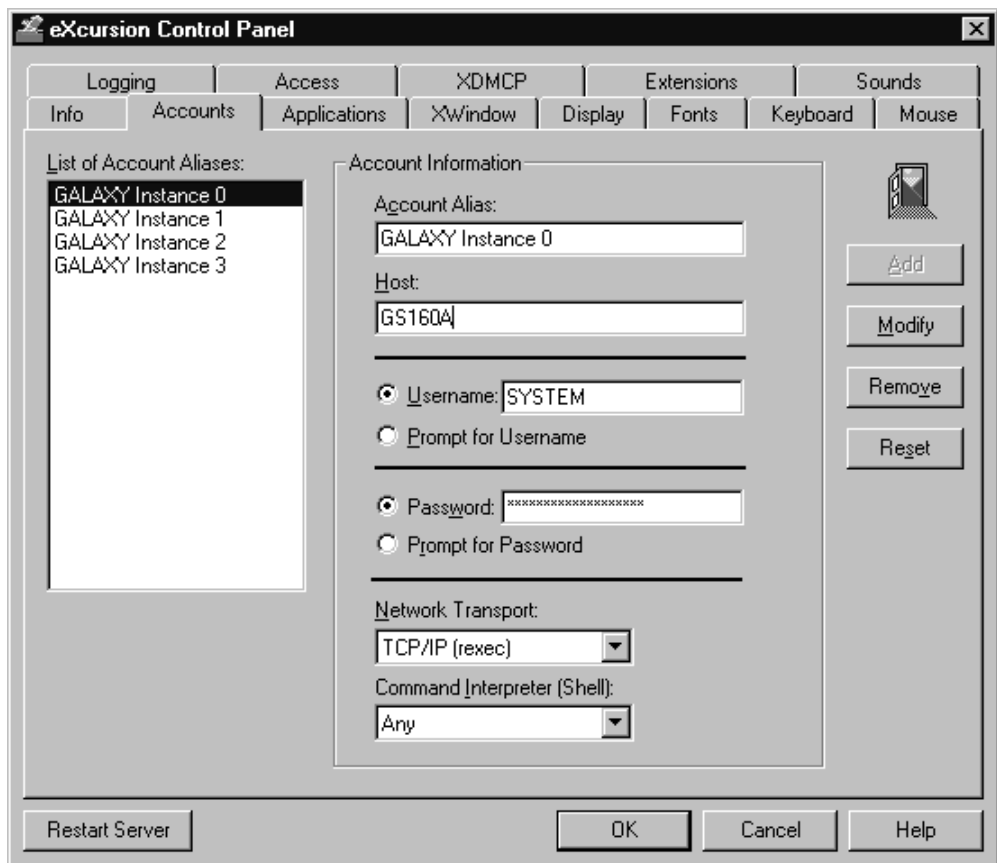 eXcursion Control Panel
Logging Access XDMCP Extensions Sounds
Info Accounts Applications XWindow Display Fonts Keyboard Mouse
List of Account Aliases:
GALAXY Instance 0
GALAXY Instance 1
GALAXY Instance 2
GALAXY Instance 3
Account Information
Account Alias:
GALAXY Instance 0
Host:
GS160A
Username: SYSTEM
Prompt for Username
Password: *******************
Prompt for Password
Network Transport:
TCP/IP (rexec)
Command Interpreter (Shell):
Any
Add
Modify
Remove
Reset
Restart Server OK Cancel Help